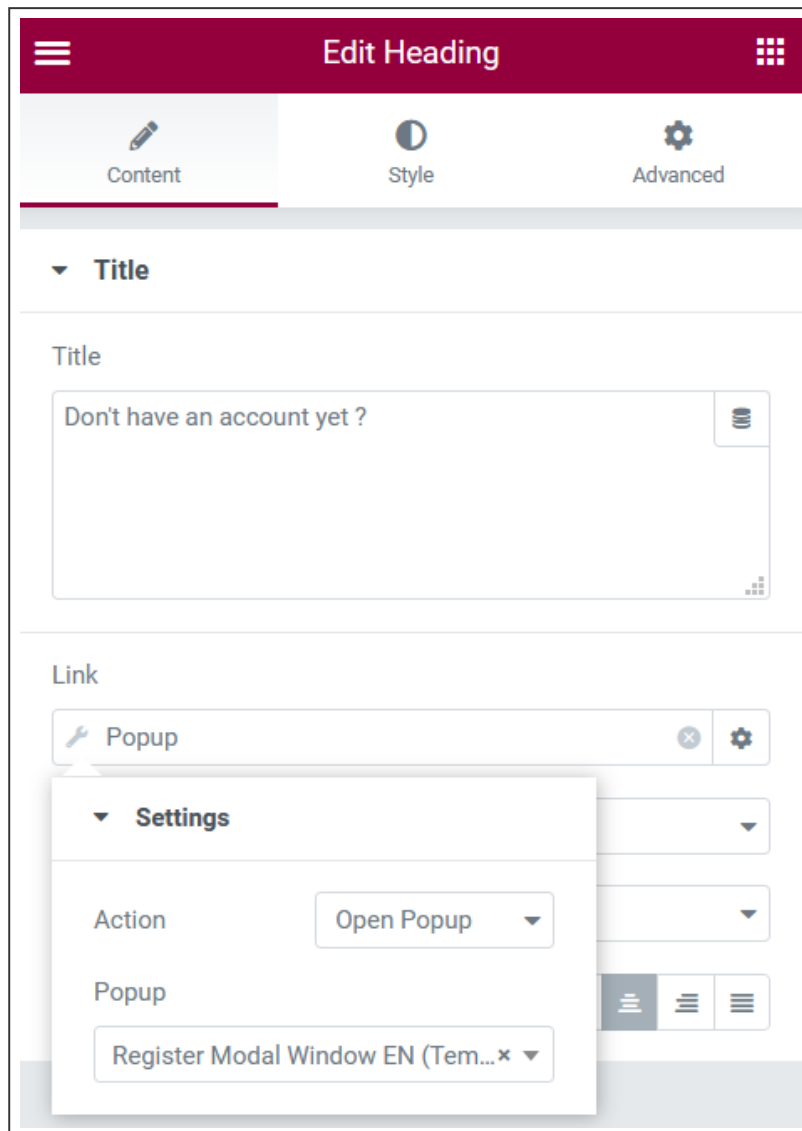 Edit Heading
Content Style Advanced
Title
Title
Don't have an account yet ?
Link
Popup
Settings
Action Open Popup
Popup
Register Modal Window EN (Tem...